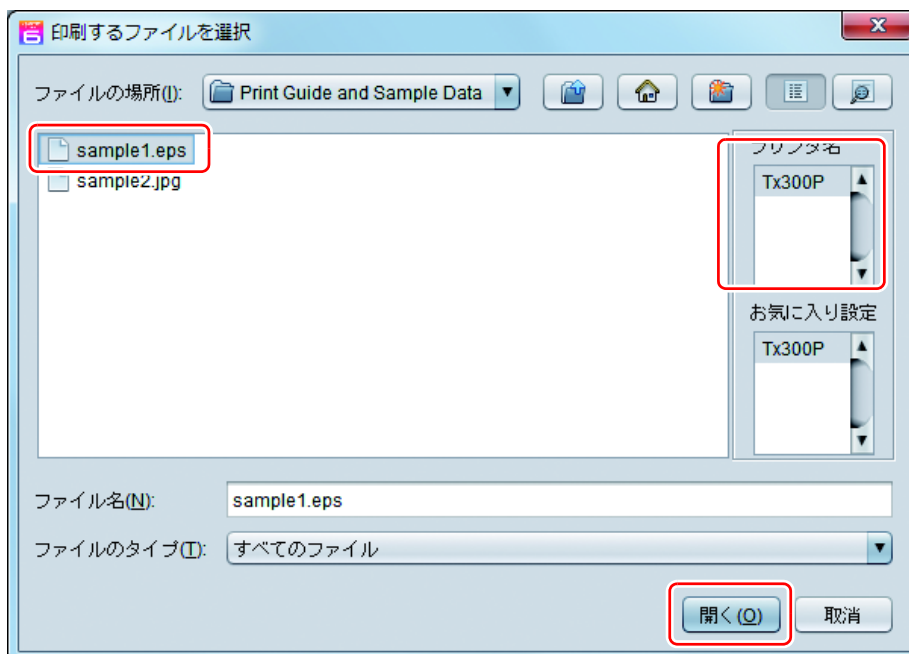 印刷するファイルを選択
ファイルの場所(I): Print Guide and Sample Data
sample1.eps
sample2.jpg
プリンタ名
Tx300P
お気に入り設定
Tx300P
ファイル名(N): sample1.eps
ファイルのタイプ(T): すべてのファイル
開く(O) 取消